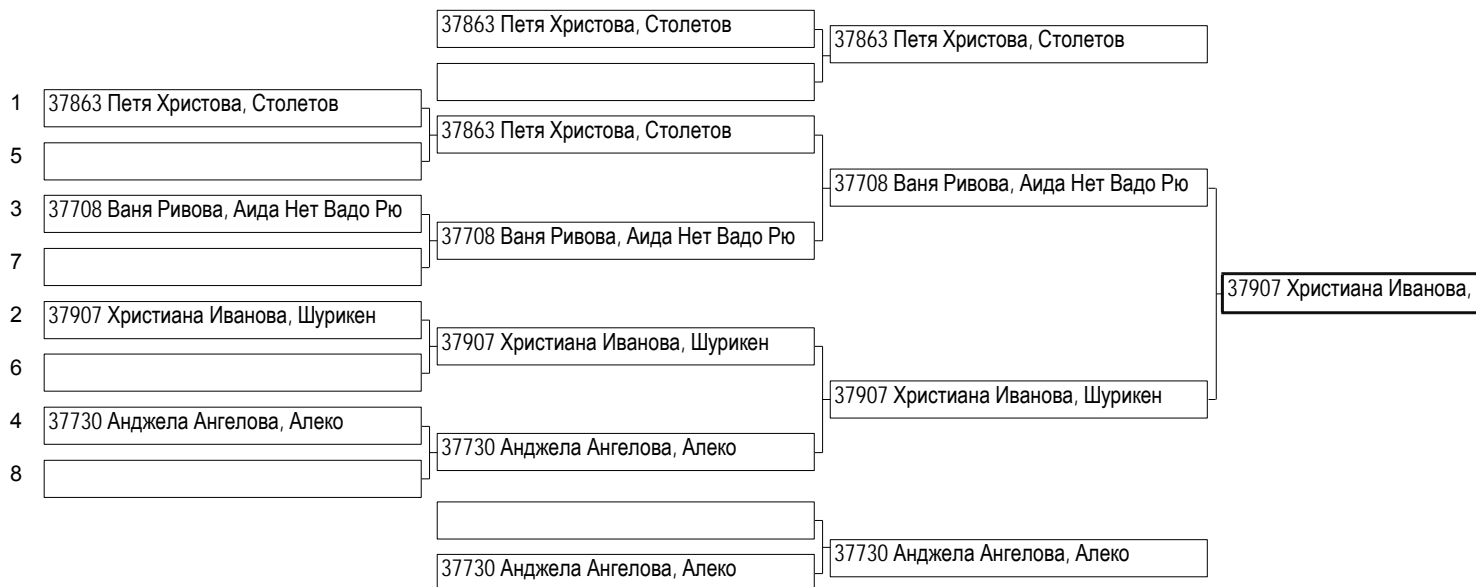 37863 Петя Христова, Столетов
37863 Петя Христова, Столетов
1 37863 Петя Христова, Столетов
37863 Петя Христова, Столетов
5
37708 Ваня Ривова, Аида Нет Вадо Рю
3 37708 Ваня Ривова, Аида Нет Вадо Рю
37708 Ваня Ривова, Аида Нет Вадо Рю
7
37907 Христиана Иванова,
2 37907 Христиана Иванова, Шурикен
37907 Христиана Иванова, Шурикен
6
37907 Христиана Иванова, Шурикен
4 37730 Анджела Ангелова, Алеко
37730 Анджела Ангелова, Алеко
8
37730 Анджела Ангелова, Алеко
37730 Анджела Ангелова, Алеко